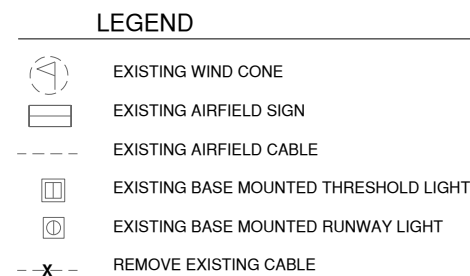 LEGEND
EXISTING WIND CONE
EXISTING AIRFIELD SIGN
EXISTING AIRFIELD CABLE
EXISTING BASE MOUNTED THRESHOLD LIGHT
EXISTING BASE MOUNTED RUNWAY LIGHT
X REMOVE EXISTING CABLE